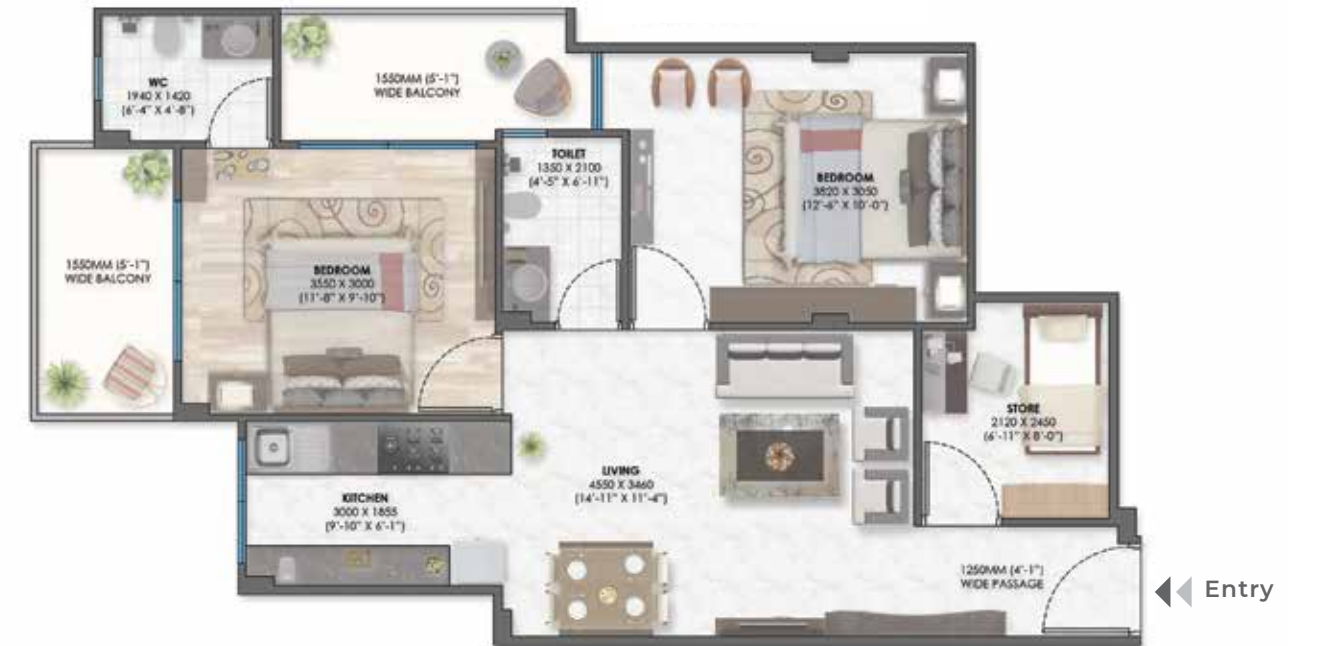 WC
1940 X 1420
(6'-4" X 4'-8")
1550MM (5'-1")
WIDE BALCONY
TOILET
1350 X 2100
(4'-5" X 6'-11")
BEDROOM
3820 X 3050
(12'-6" X 10'-0")
1550MM (5'-1")
WIDE BALCONY
BEDROOM
3550 X 3000
(11'-8" X 9'-10")
STORE
2120 X 2450
(6'-11" X 8'-0")
LIVING
4550 X 3460
(14'-11" X 11'-4")
KITCHEN
3000 X 1855
(9'-10" X 6'-1")
1250MM (4'-1")
WIDE PASSAGE
Entry